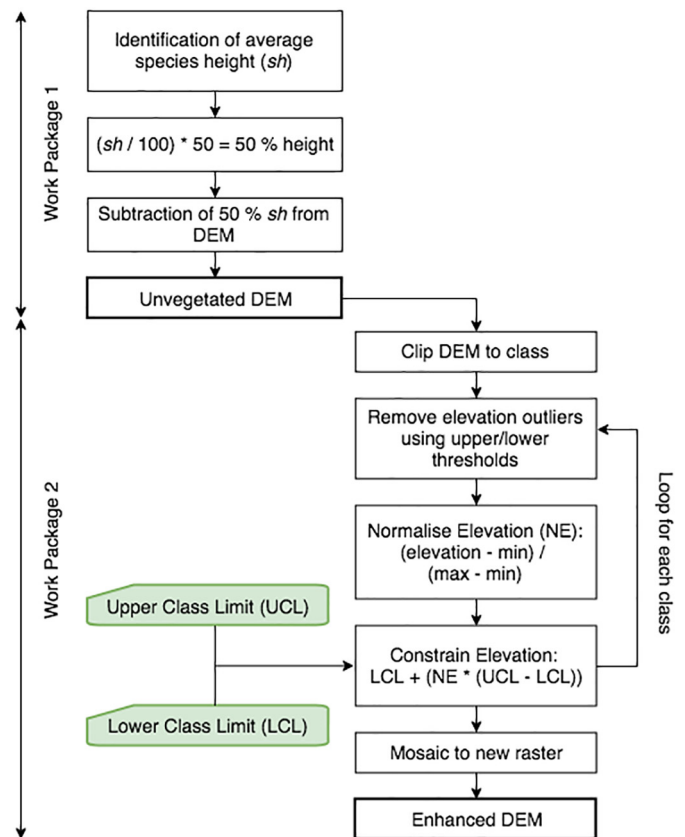 Work Package 1
Identification of average
species height (sh)
(sh / 100) * 50 = 50 % height
Subtraction of 50 % sh from
DEM
Unvegetated DEM
Work Package 2
Clip DEM to class
Remove elevation outliers
using upper/lower
thresholds
Loop for each class
Normalise Elevation (NE):
(elevation - min) /
(max - min)
Upper Class Limit (UCL)
Constrain Elevation:
LCL + (NE * (UCL - LCL))
Lower Class Limit (LCL)
Mosaic to new raster
Enhanced DEM